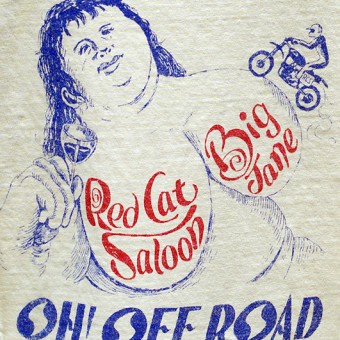 Red Cat
Saloon
Big
Jane
OH! OFF ROAD